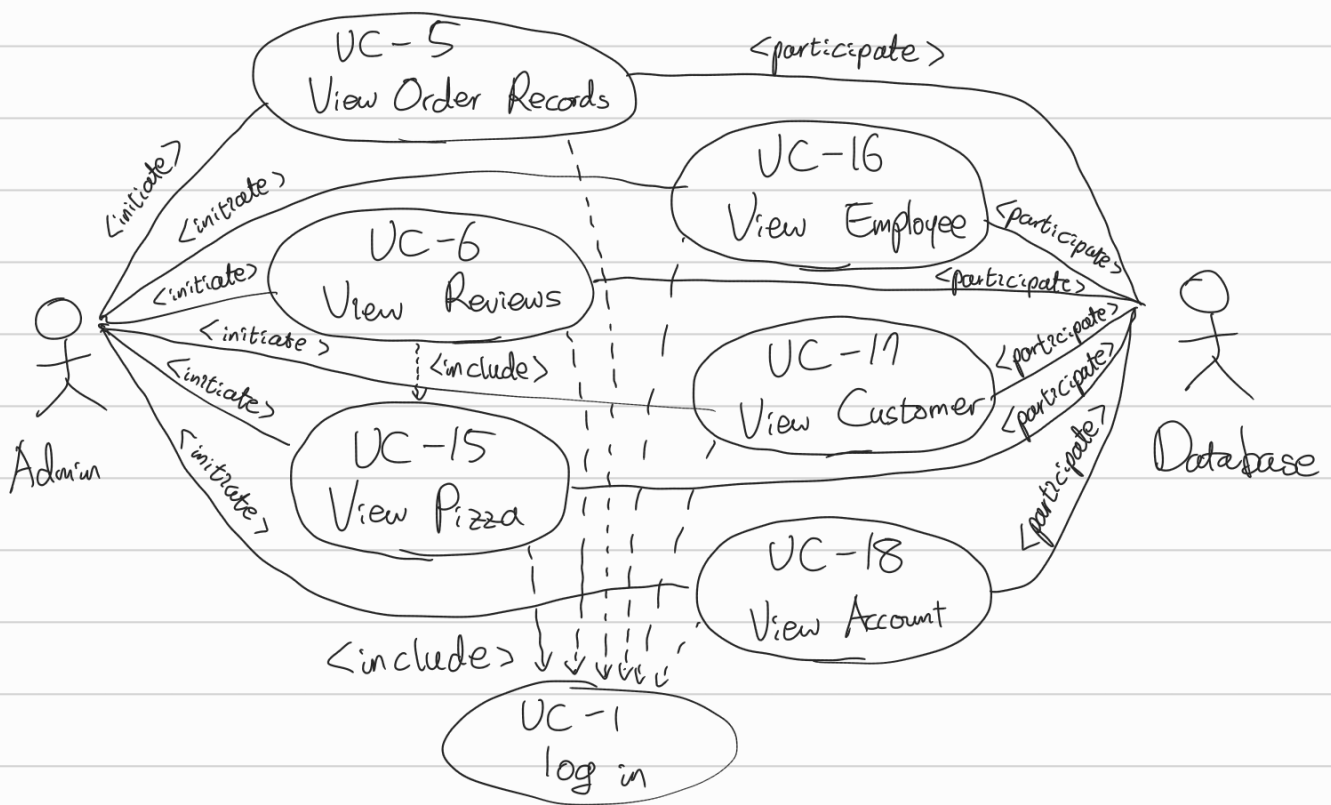 UC-5
View Order Records
<participate>
<initiate>
<initiate>
UC-16
View Employee
<participate>
UC-6
View Reviews
<initiate>
<participate>
<initiate>
<include>
UC-17
View Customer
<participate>
<initiate>
<participate>
Admin
Database
UC-15
View Pizza
<initiate>
<participate>
UC-18
View Account
<include>
UC-1
log in